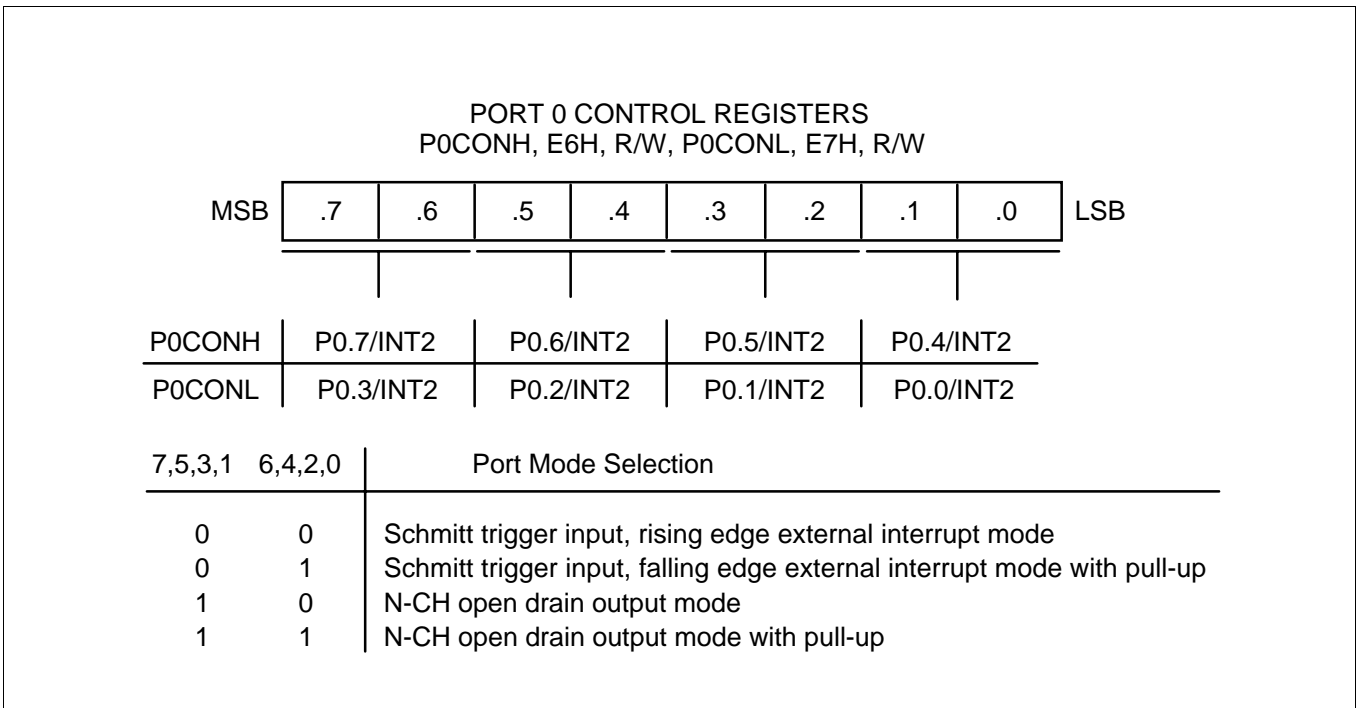 PORT 0 CONTROL REGISTERS
P0CONH, E6H, R/W, P0CONL, E7H, R/W
MSB .7 .6 .5 .4 .3 .2 .1 .0 LSB
P0CONH P0.7/INT2 P0.6/INT2 P0.5/INT2 P0.4/INT2
P0CONL P0.3/INT2 P0.2/INT2 P0.1/INT2 P0.0/INT2
7,5,3,1 6,4,2,0 Port Mode Selection
0 0 Schmitt trigger input, rising edge external interrupt mode
0 1 Schmitt trigger input, falling edge external interrupt mode with pull-up
1 0 N-CH open drain output mode
1 1 N-CH open drain output mode with pull-up